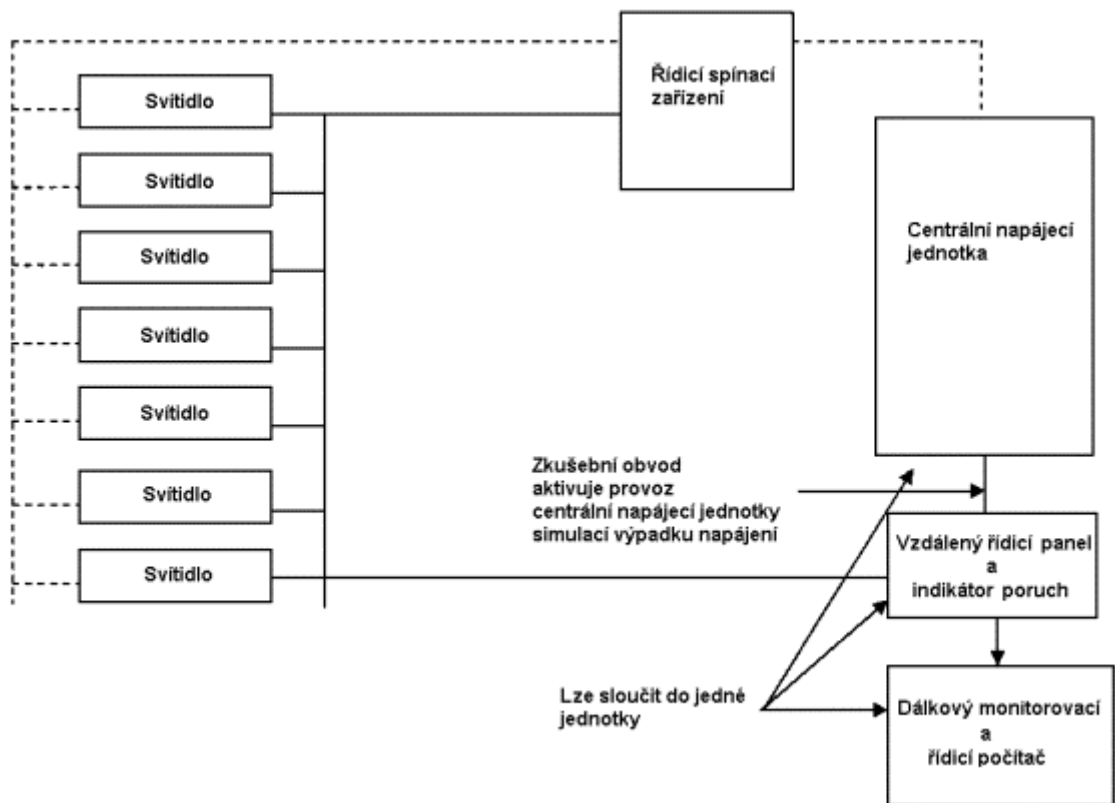 Řídicí spínací
zařízení
Svítidlo
Svítidlo
Svítidlo
Svítidlo
Svítidlo
Svítidlo
Svítidlo
Centrální napájecí
jednotka
Zkušební obvod
aktivuje provoz
centrální napájecí jednotky
simulací výpadku napájení
Vzdálený řídicí panel
a
indikátor poruch
Lze sloučit do jedné
jednotky
Dálkový monitorovací
a
řídicí počítač